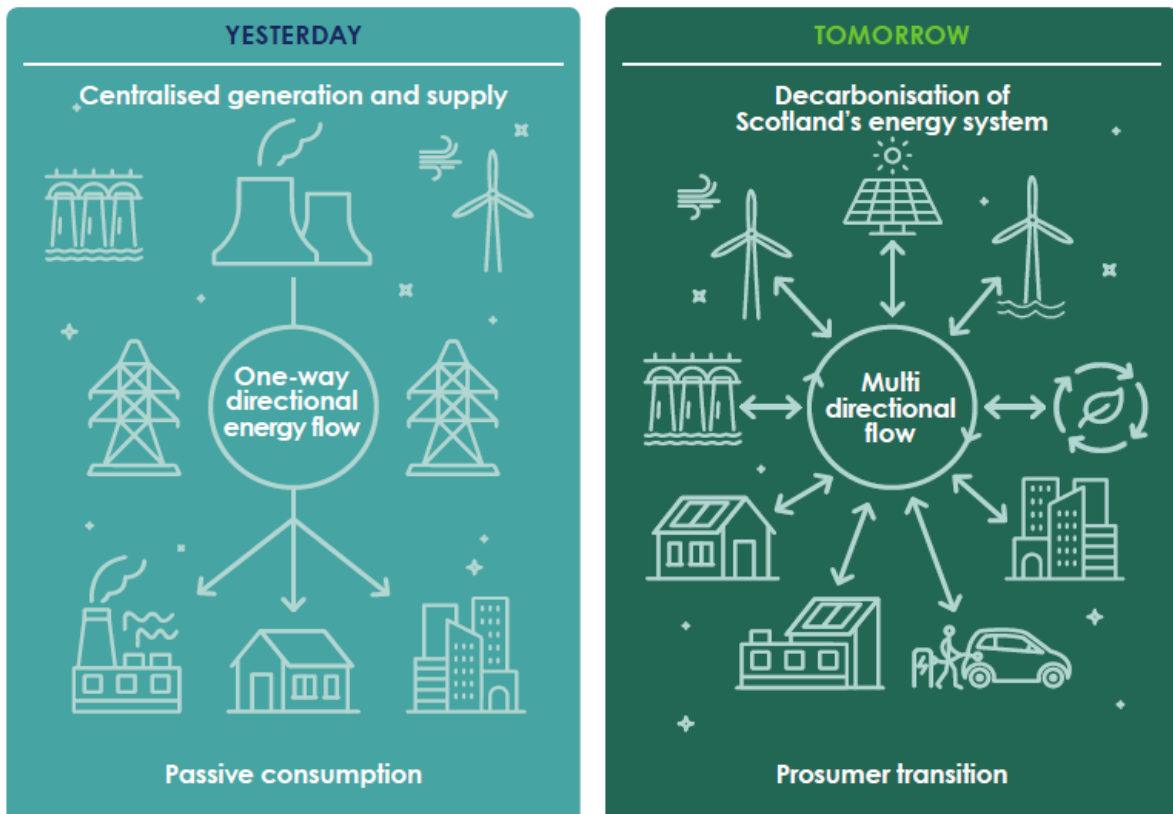 YESTERDAY
Centralised generation and supply
One-way
directional
energy flow
Passive consumption
TOMORROW
Decarbonisation of
Scotland's energy system
Multi
directional
flow
Prosumer transition